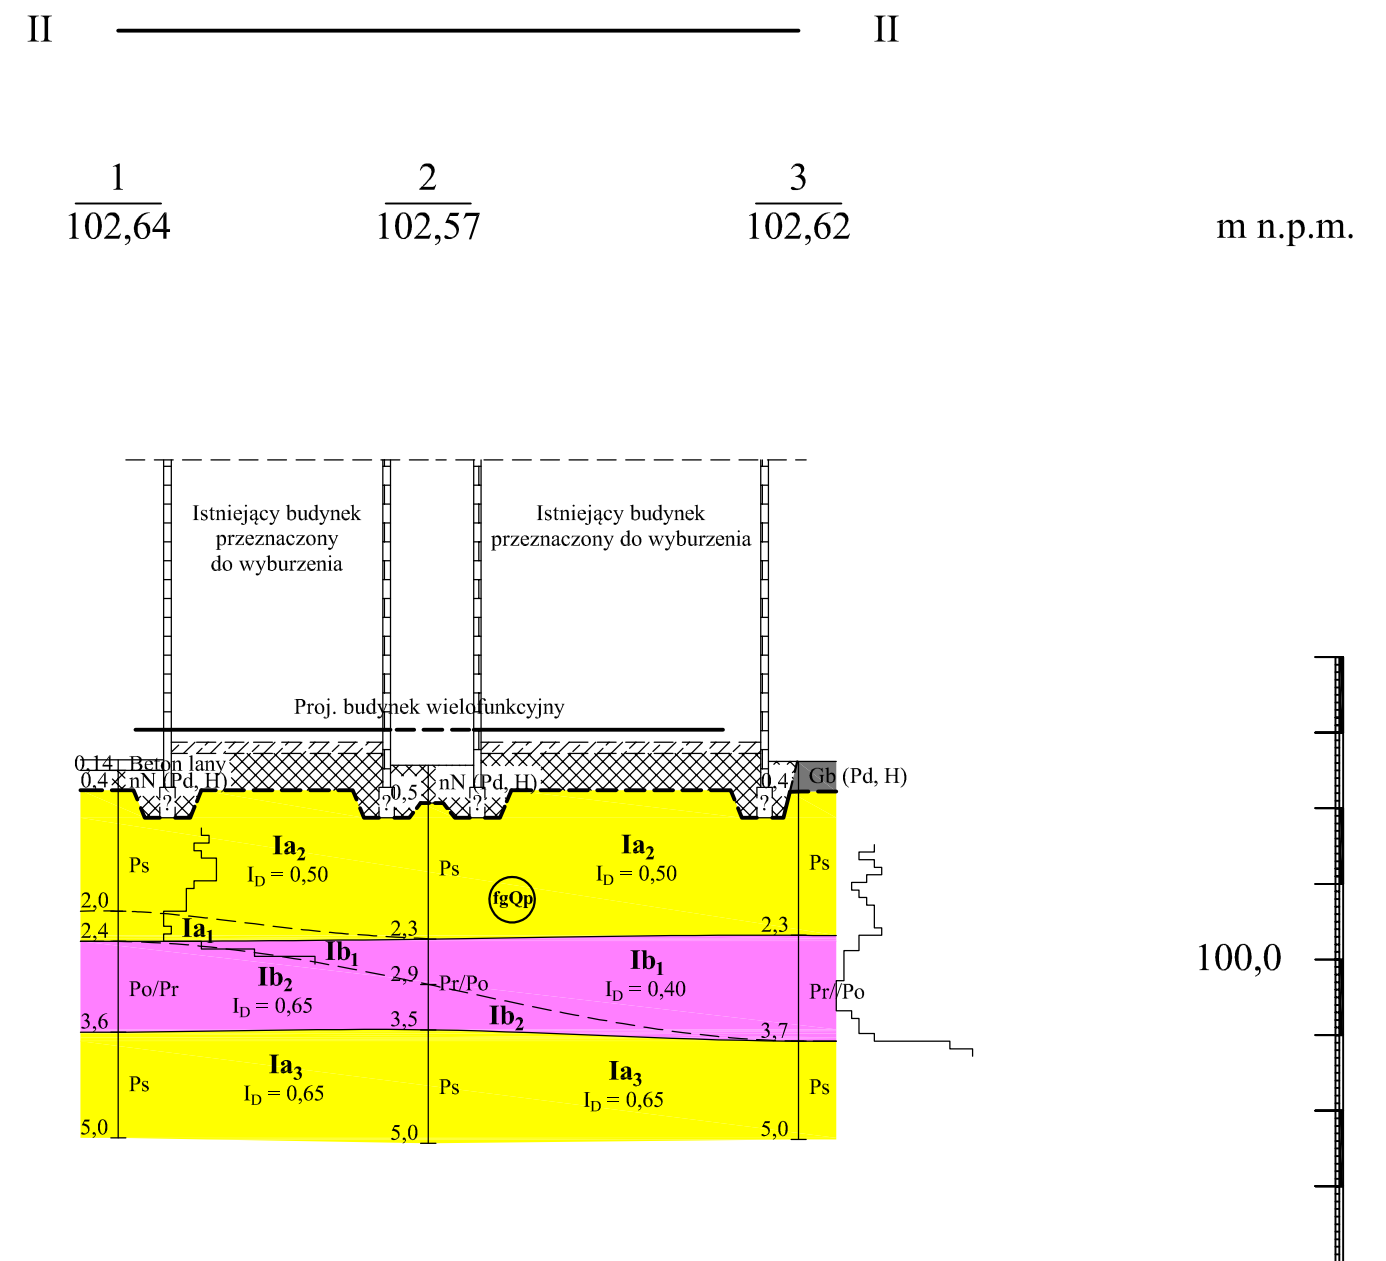 II II
1 2 3
102,64 102,57 102,62 m n.p.m.
Istniejący budynek
przeznaczony
do wyburzenia
Istniejący budynek
przeznaczony do wyburzenia
Proj. budynek wielofunkcyjny
0,14 Beton lany
0,4 nN (Pd, H)
0,5 nN (Pd, H)
0,4 Gb (Pd, H)
? ? ? ?
Ia2 Ia2
Ps ID = 0,50 Ps ID = 0,50 Ps
fgQp
2,0
2,4 Ia1 2,3 2,3
Ib1 Ib1
100,0
Ib2 2,9 Pr/Po
Po/Pr ID = 0,65 ID = 0,40 Pr//Po
3,6 3,5 Ib2 3,7
Ia3 Ia3
Ps ID = 0,65 Ps ID = 0,65 Ps
5,0 5,0 5,0